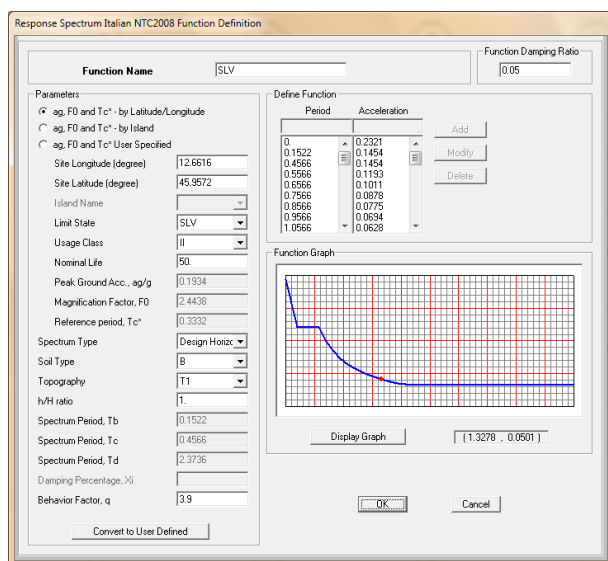 Response Spectrum Italian NTC2008 Function Definition
Function Name SLV
Function Damping Ratio
0.05
Parameters
ag, F0 and Tc* - by Latitude/Longitude
ag, F0 and Tc* - by Island
ag, F0 and Tc* User Specified
Site Longitude (degree) 12.6616
Site Latitude (degree) 45.9572
Island Name
Limit State SLV
Usage Class II
Nominal Life 50.
Peak Ground Acc., ag/g 0.1934
Magnification Factor, F0 2.4438
Reference period, Tc* 0.3332
Spectrum Type Design Horizc
Soil Type B
Topography T1
h/H ratio 1.
Spectrum Period, Tb 0.1522
Spectrum Period, Tc 0.4566
Spectrum Period, Td 2.3736
Damping Percentage, Xi
Behavior Factor, q 3.9
Convert to User Defined
Define Function
Period Acceleration
0. 0.2321
0.1522 0.1454
0.4566 0.1454
0.5566 0.1193
0.6566 0.1011
0.7566 0.0878
0.8566 0.0775
0.9566 0.0694
1.0566 0.0628
Add
Modify
Delete
Function Graph
Display Graph (1.3278 , 0.0501)
OK Cancel